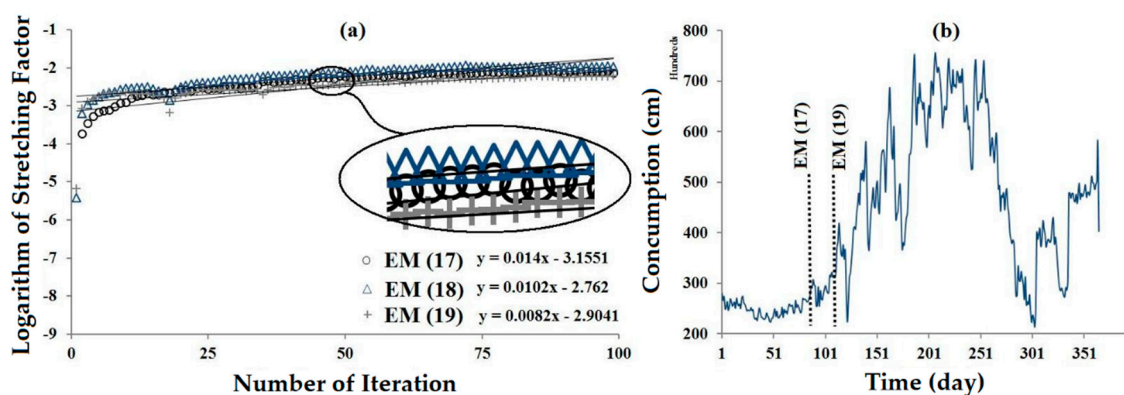 (a)
Logarithm of Stretching Factor
-1
-2
-3
-4
-5
-6
-7
-8
-9
EM (17) y = 0.014x - 3.1551
EM (18) y = 0.0102x - 2.762
EM (19) y = 0.0082x - 2.9041
0 25 50 75 100
Number of Iteration
(b)
Concumption (cm)
Hundreds
800
700
600
500
400
300
200
EM (17)
EM (19)
1 51 101 151 201 251 301 351
Time (day)